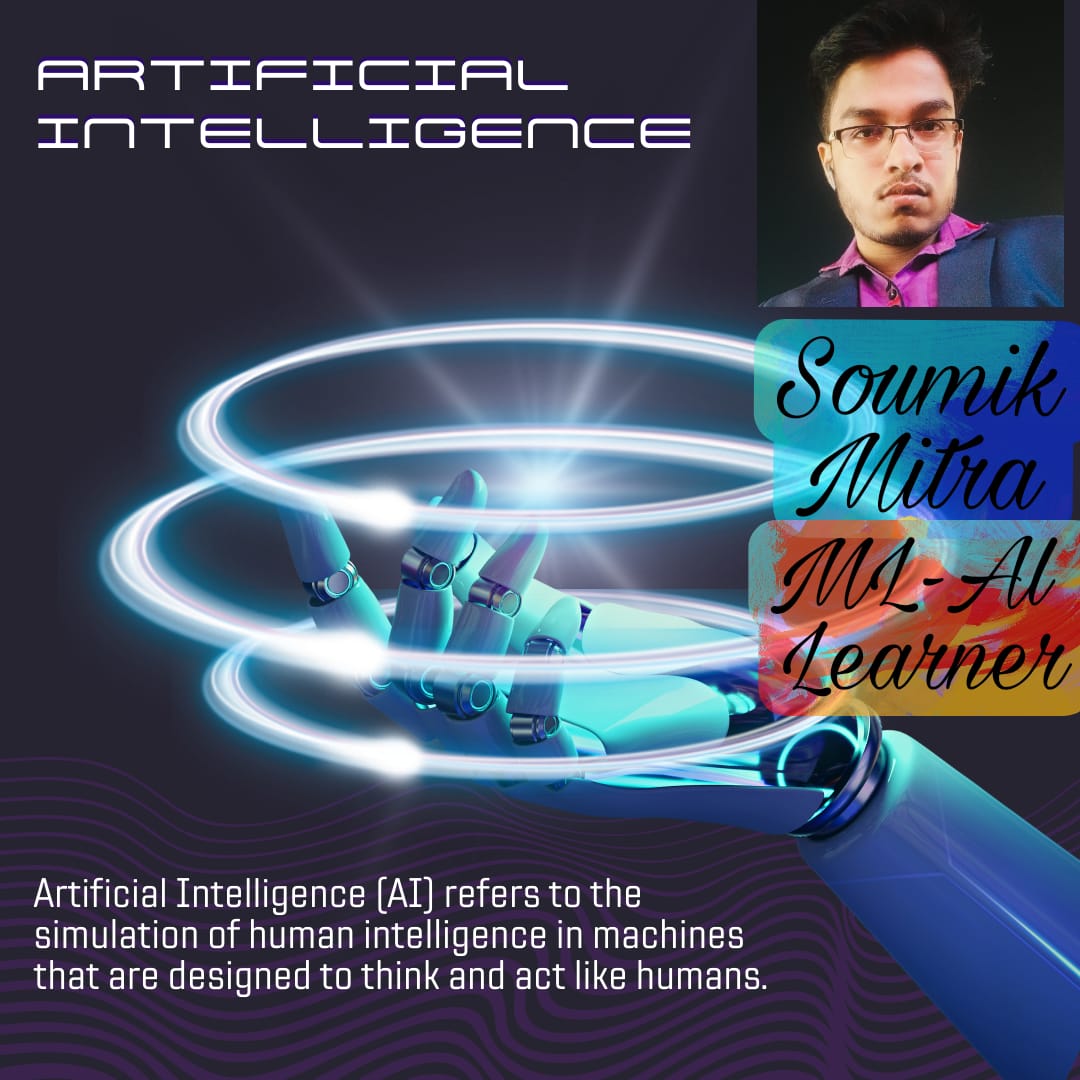 ARTIFICIAL
INTELLIGENCE
Soumik
Mitra
ML-AI
Learner
Artificial Intelligence (AI) refers to the
simulation of human intelligence in machines
that are designed to think and act like humans.